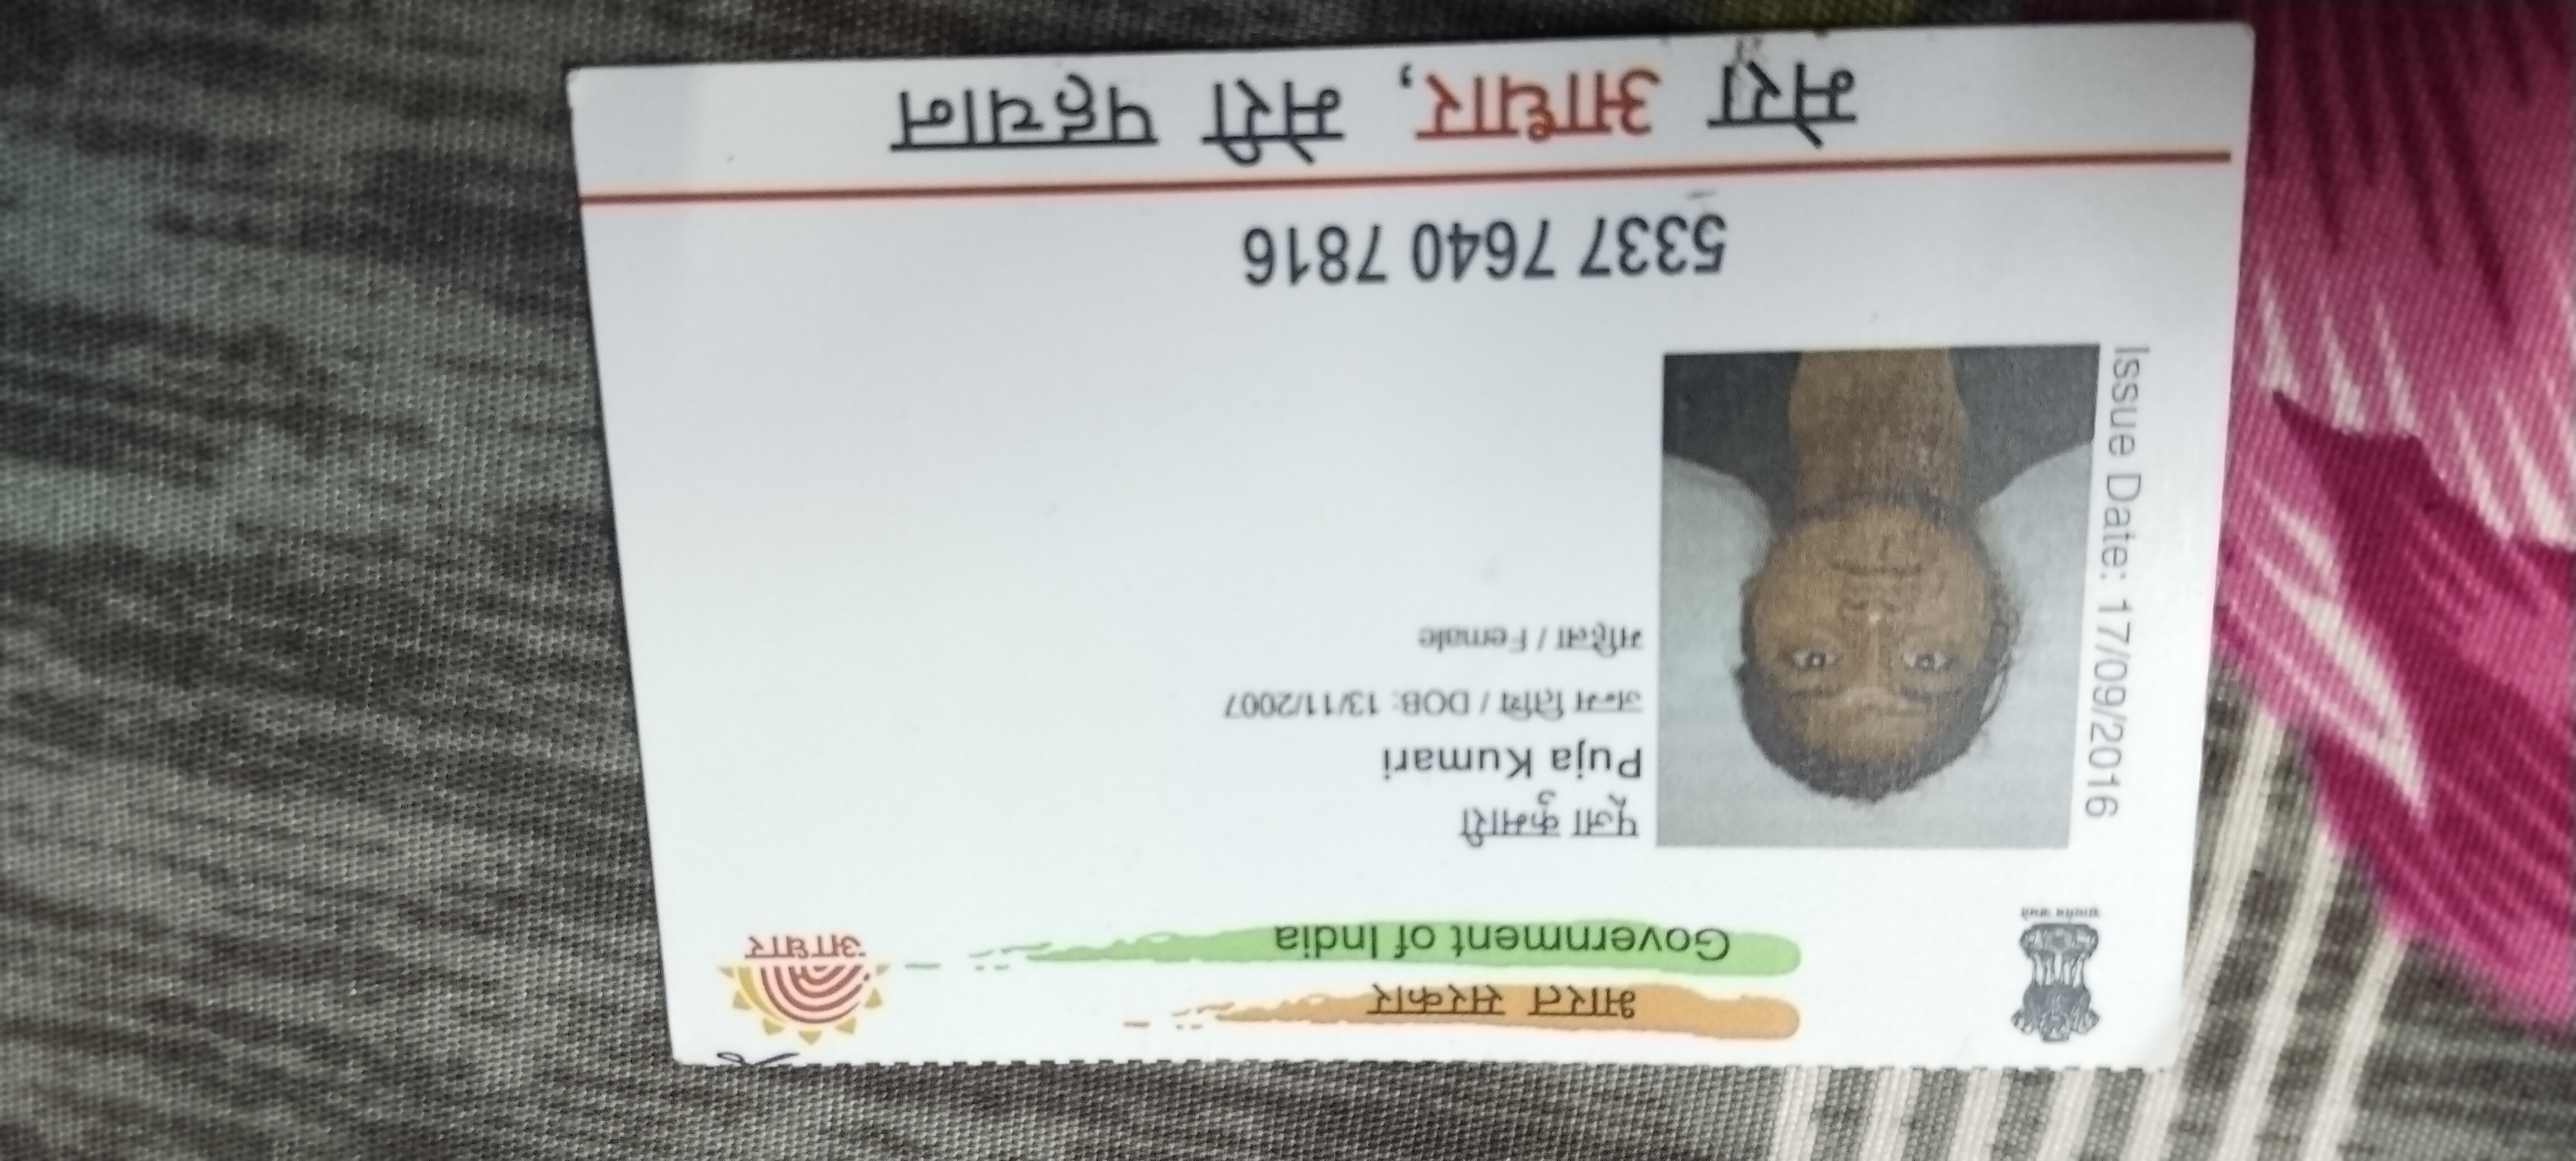 भारत सरकार
Government of India
आधार
Issue Date: 17/09/2016
पूजा कुमारी
Puja Kumari
जन्म तिथि / DOB: 13/11/2007
महिला / Female
5337 7640 7816
मेरा आधार, मेरी पहचान